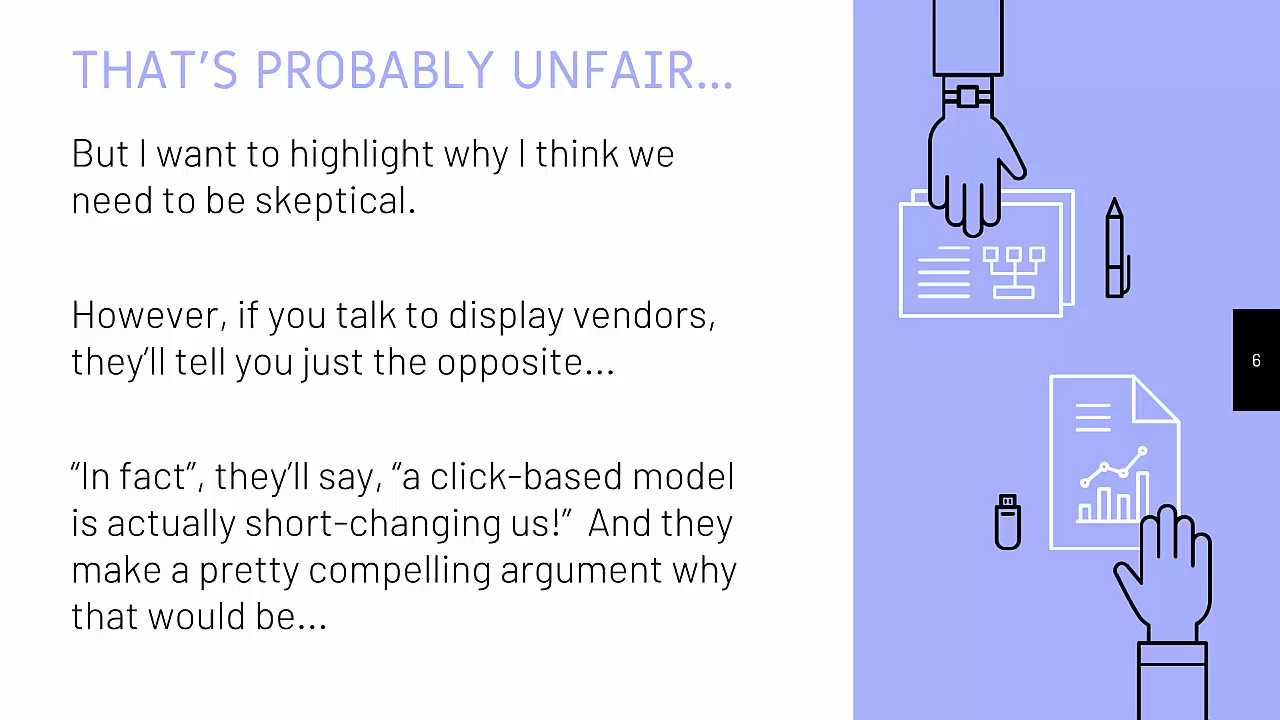 THAT’S PROBABLY UNFAIR...
But I want to highlight why I think we
need to be skeptical.
However, if you talk to display vendors,
they’ll tell you just the opposite...
“In fact”, they’ll say, “a click-based model
is actually short-changing us!” And they
make a pretty compelling argument why
that would be...
6